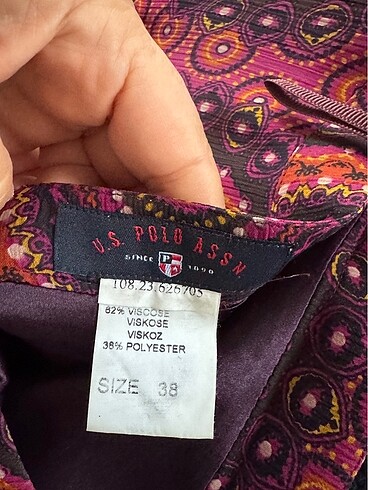 U.S. POLO ASSN
SINCE 1890
108.23.626705
62% VISCOSE
VISKOSE
VISKOZ
38% POLYESTER
SIZE 38